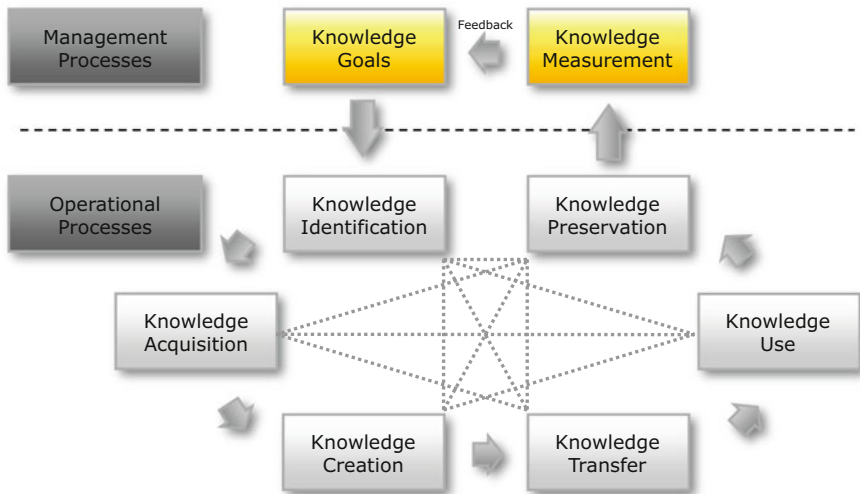 Management
Processes
Knowledge
Goals
Feedback
Knowledge
Measurement
Operational
Processes
Knowledge
Identification
Knowledge
Preservation
Knowledge
Acquisition
Knowledge
Use
Knowledge
Creation
Knowledge
Transfer